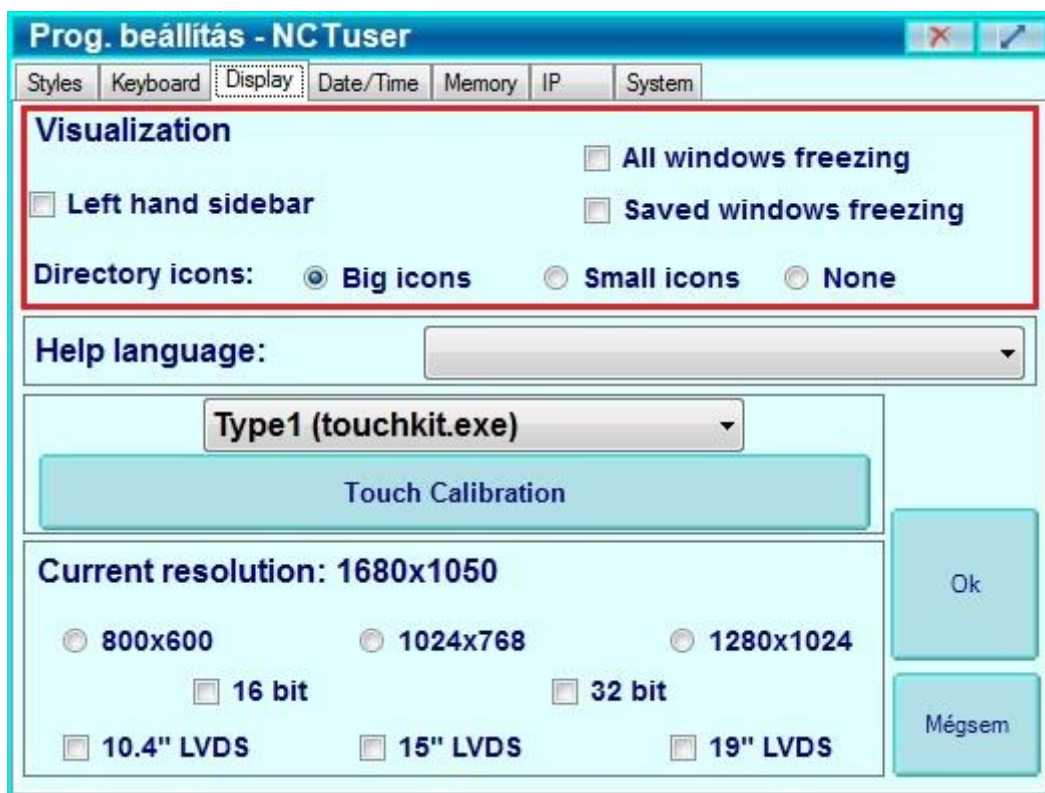 Prog. beállítás - NCTuser
Styles Keyboard Display Date/Time Memory IP System
Visualization
All windows freezing
Left hand sidebar
Saved windows freezing
Directory icons: Big icons Small icons None
Help language:
Type1 (touchkit.exe)
Touch Calibration
Current resolution: 1680x1050
800x600 1024x768 1280x1024
16 bit 32 bit
10.4" LVDS 15" LVDS 19" LVDS
Ok
Mégsem